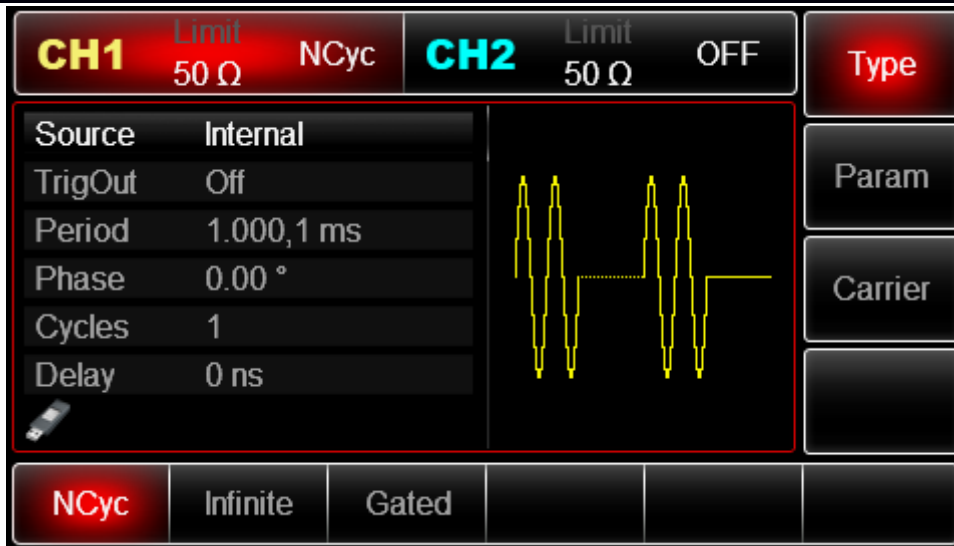 CH1 Limit 50 Ω NCyc CH2 Limit 50 Ω OFF Type
Source Internal
TrigOut Off
Period 1.000,1 ms
Phase 0.00 °
Cycles 1
Delay 0 ns
Param
Carrier
NCyc Infinite Gated